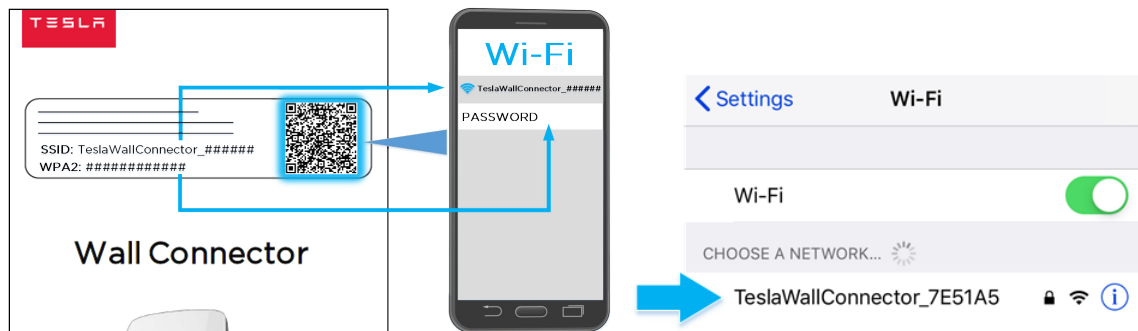 TESLA
SSID: TeslaWallConnector_######
WPA2: ############
Wall Connector
Wi-Fi
TeslaWallConnector_######
PASSWORD
Settings
Wi-Fi
Wi-Fi
CHOOSE A NETWORK...
TeslaWallConnector_7E51A5